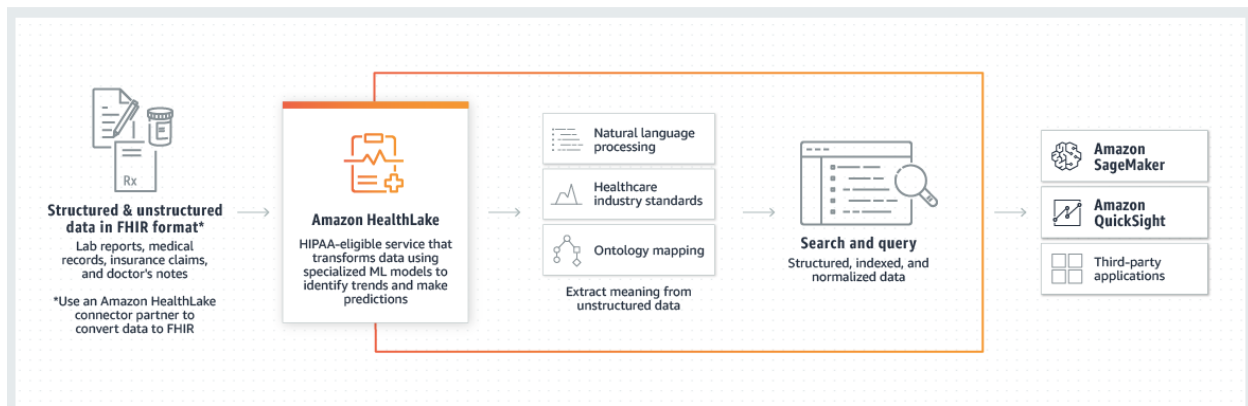 Rx
Structured & unstructured
data in FHIR format*
Lab reports, medical
records, insurance claims,
and doctor's notes
*Use an Amazon HealthLake
connector partner to
convert data to FHIR
Amazon HealthLake
HIPAA-eligible service that
transforms data using
specialized ML models to
identify trends and make
predictions
Natural language
processing
Healthcare
industry standards
Ontology mapping
Extract meaning from
unstructured data
Search and query
Structured, indexed, and
normalized data
Amazon
SageMaker
Amazon
QuickSight
Third-party
applications